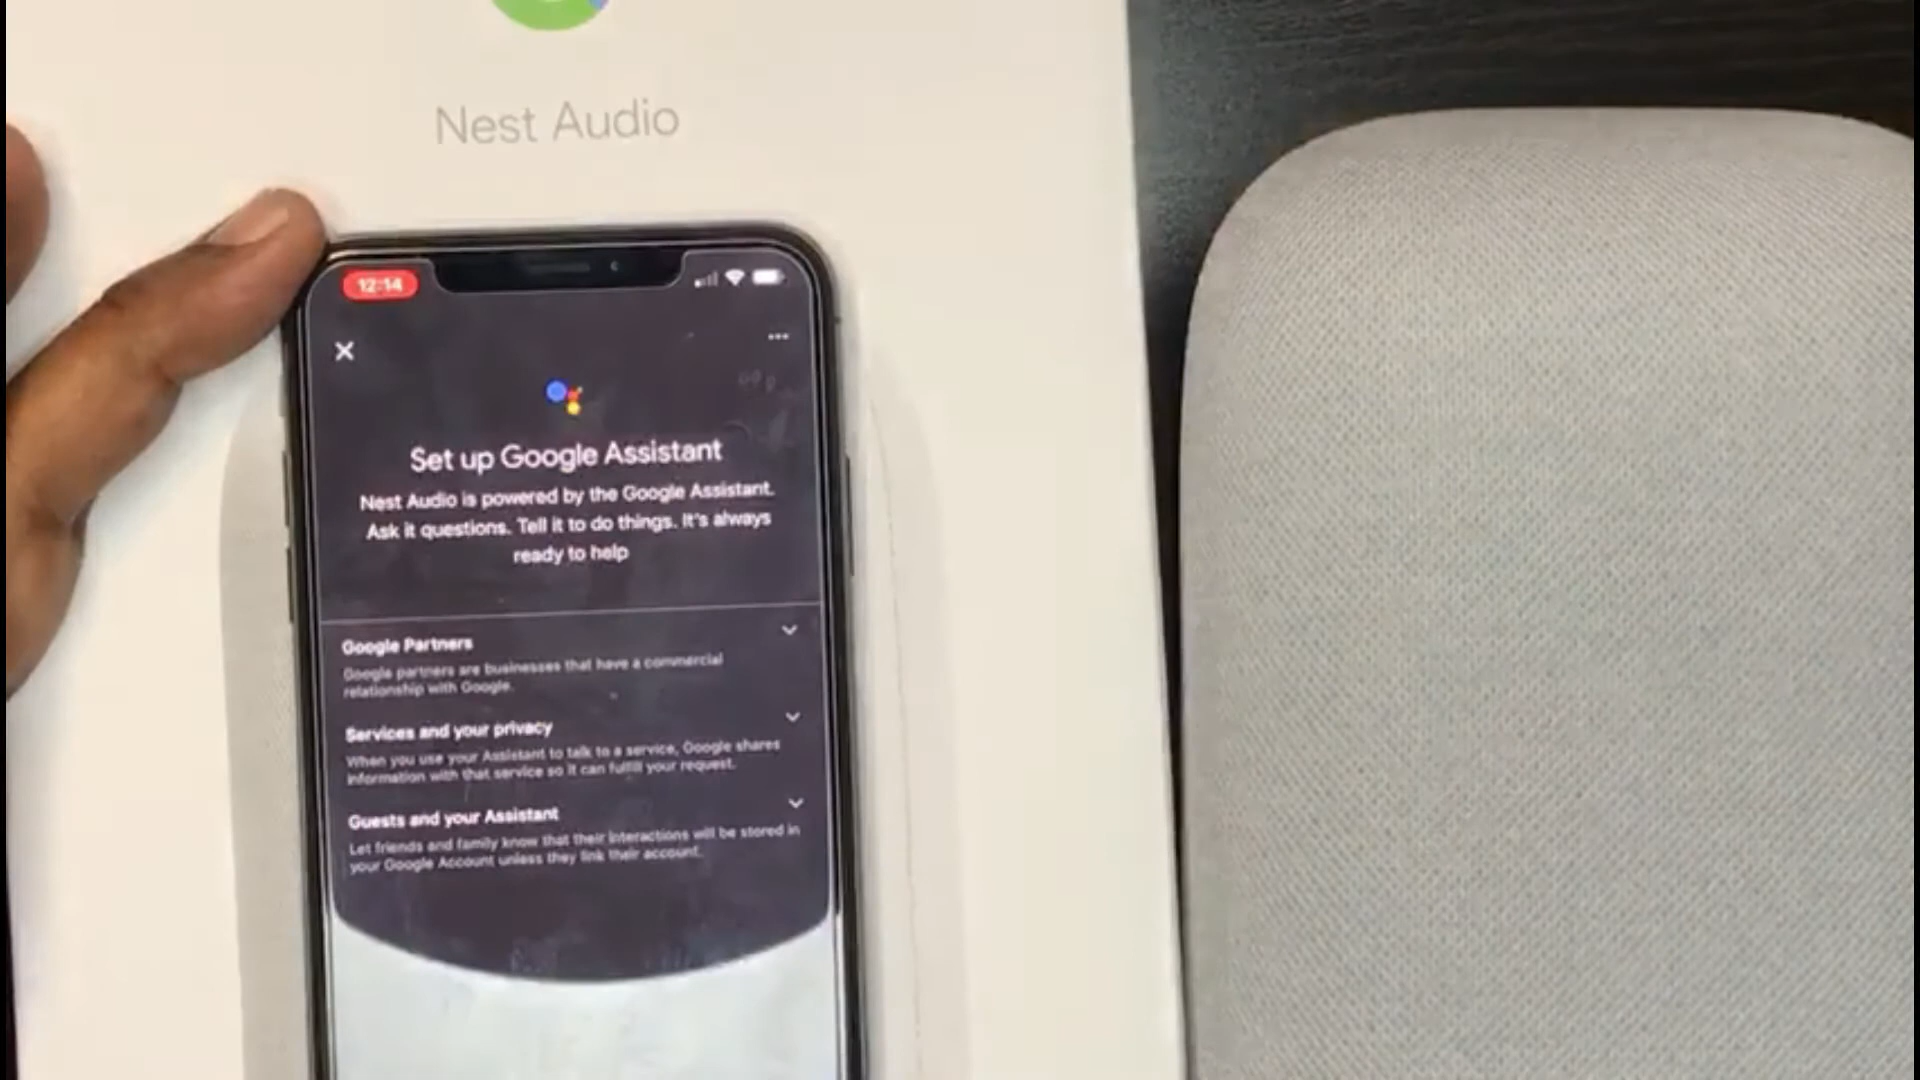 Nest Audio
12:14
Set up Google Assistant
Nest Audio is powered by the Google Assistant.
Ask it questions. Tell it to do things. It's always
ready to help
Google Partners
Google partners are businesses that have a commercial
relationship with Google.
Services and your privacy
When you use your Assistant to talk to a service, Google shares
information with that service so it can fulfill your request.
Guests and your Assistant
Let friends and family know that their interactions will be stored in
your Google Account unless they link their account.